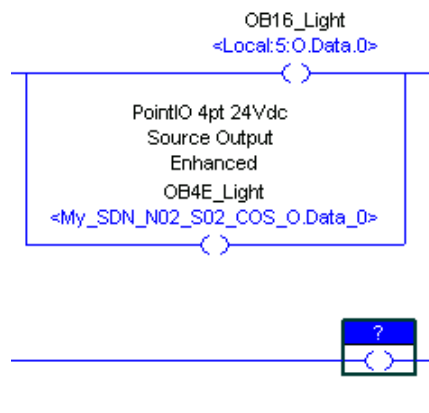 OB16_Light
<Local:5:O.Data.0>
PointIO 4pt 24Vdc
Source Output
Enhanced
OB4E_Light
<My_SDN_N02_S02_COS_O.Data_0>
?